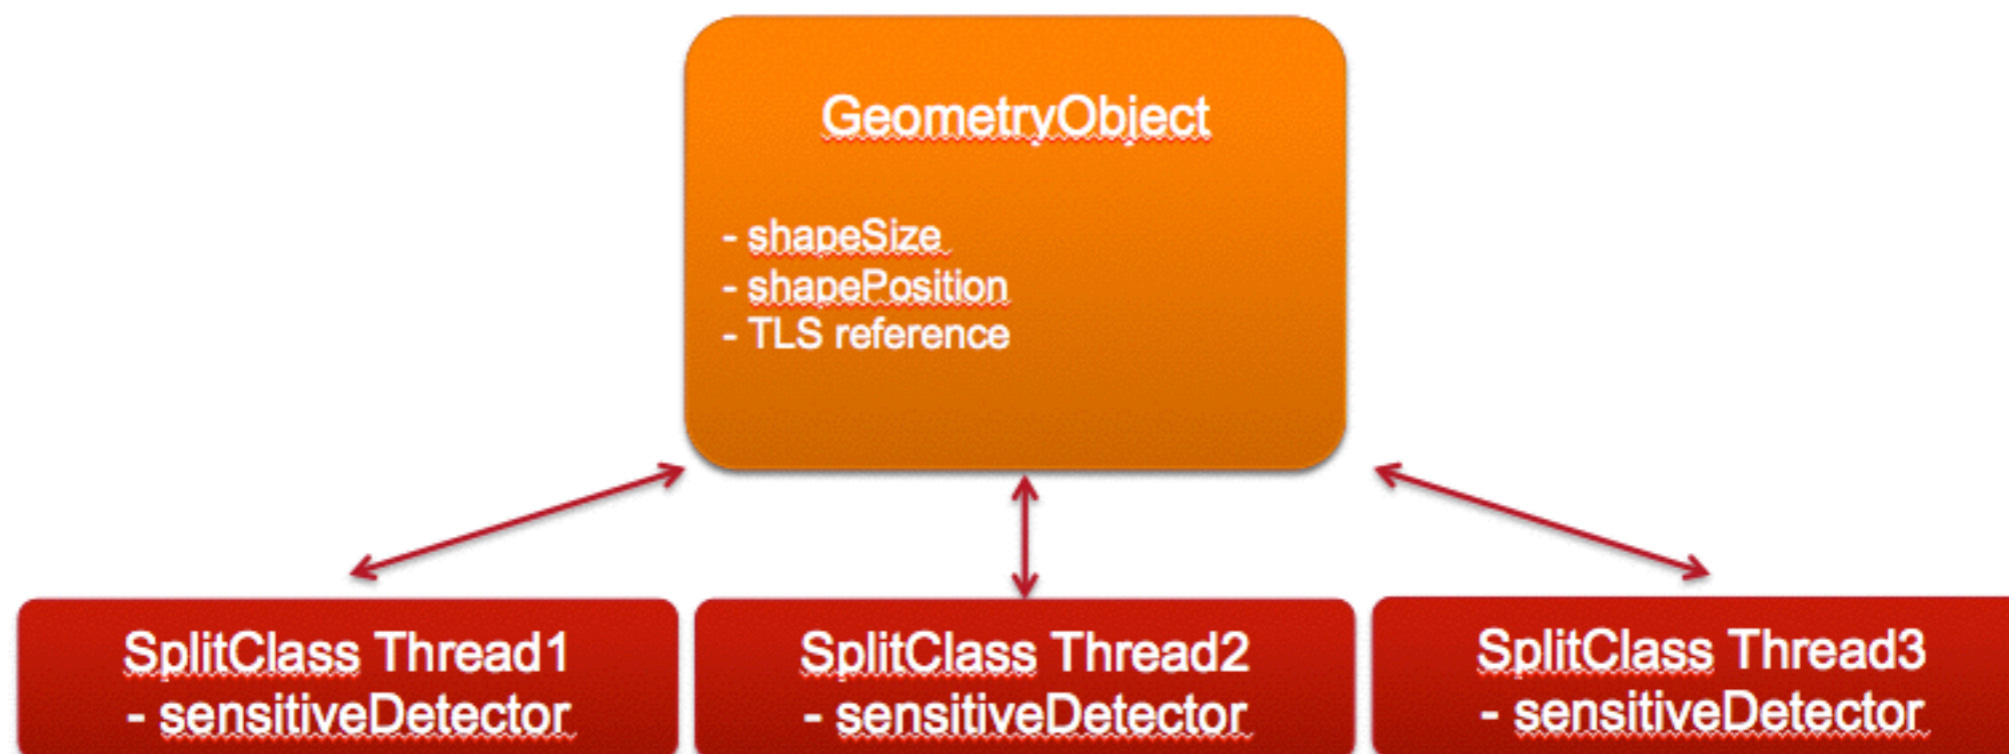 GeometryObject
- shapeSize
- shapePosition
- TLS reference
SplitClass Thread1
- sensitiveDetector
SplitClass Thread2
- sensitiveDetector
SplitClass Thread3
- sensitiveDetector